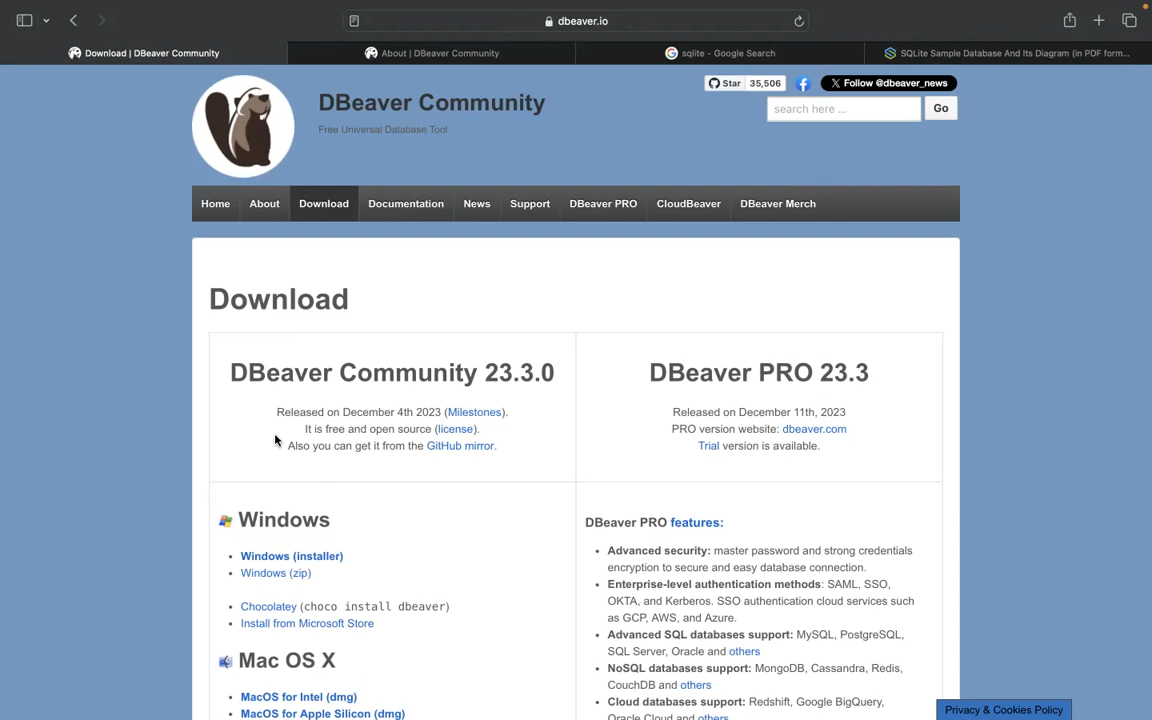 dbeaver.io
Download | DBeaver Community
About | DBeaver Community
sqlite - Google Search
SQLite Sample Database And Its Diagram (in PDF form...
DBeaver Community
Free Universal Database Tool
Star 35,506
Follow @dbeaver_news
search here ...
Go
Home
About
Download
Documentation
News
Support
DBeaver PRO
CloudBeaver
DBeaver Merch
Download
DBeaver Community 23.3.0
Released on December 4th 2023 (Milestones).
It is free and open source (license).
Also you can get it from the GitHub mirror.
DBeaver PRO 23.3
Released on December 11th, 2023
PRO version website: dbeaver.com
Trial version is available.
Windows
Windows (installer)
Windows (zip)
Chocolatey (choco install dbeaver)
Install from Microsoft Store
Mac OS X
MacOS for Intel (dmg)
MacOS for Apple Silicon (dmg)
DBeaver PRO features:
Advanced security: master password and strong credentials
encryption to secure and easy database connection.
Enterprise-level authentication methods: SAML, SSO,
OKTA, and Kerberos. SSO authentication cloud services such
as GCP, AWS, and Azure.
Advanced SQL databases support: MySQL, PostgreSQL,
SQL Server, Oracle and others
NoSQL databases support: MongoDB, Cassandra, Redis,
CouchDB and others
Cloud databases support: Redshift, Google BigQuery,
Oracle Cloud and others
Privacy & Cookies Policy